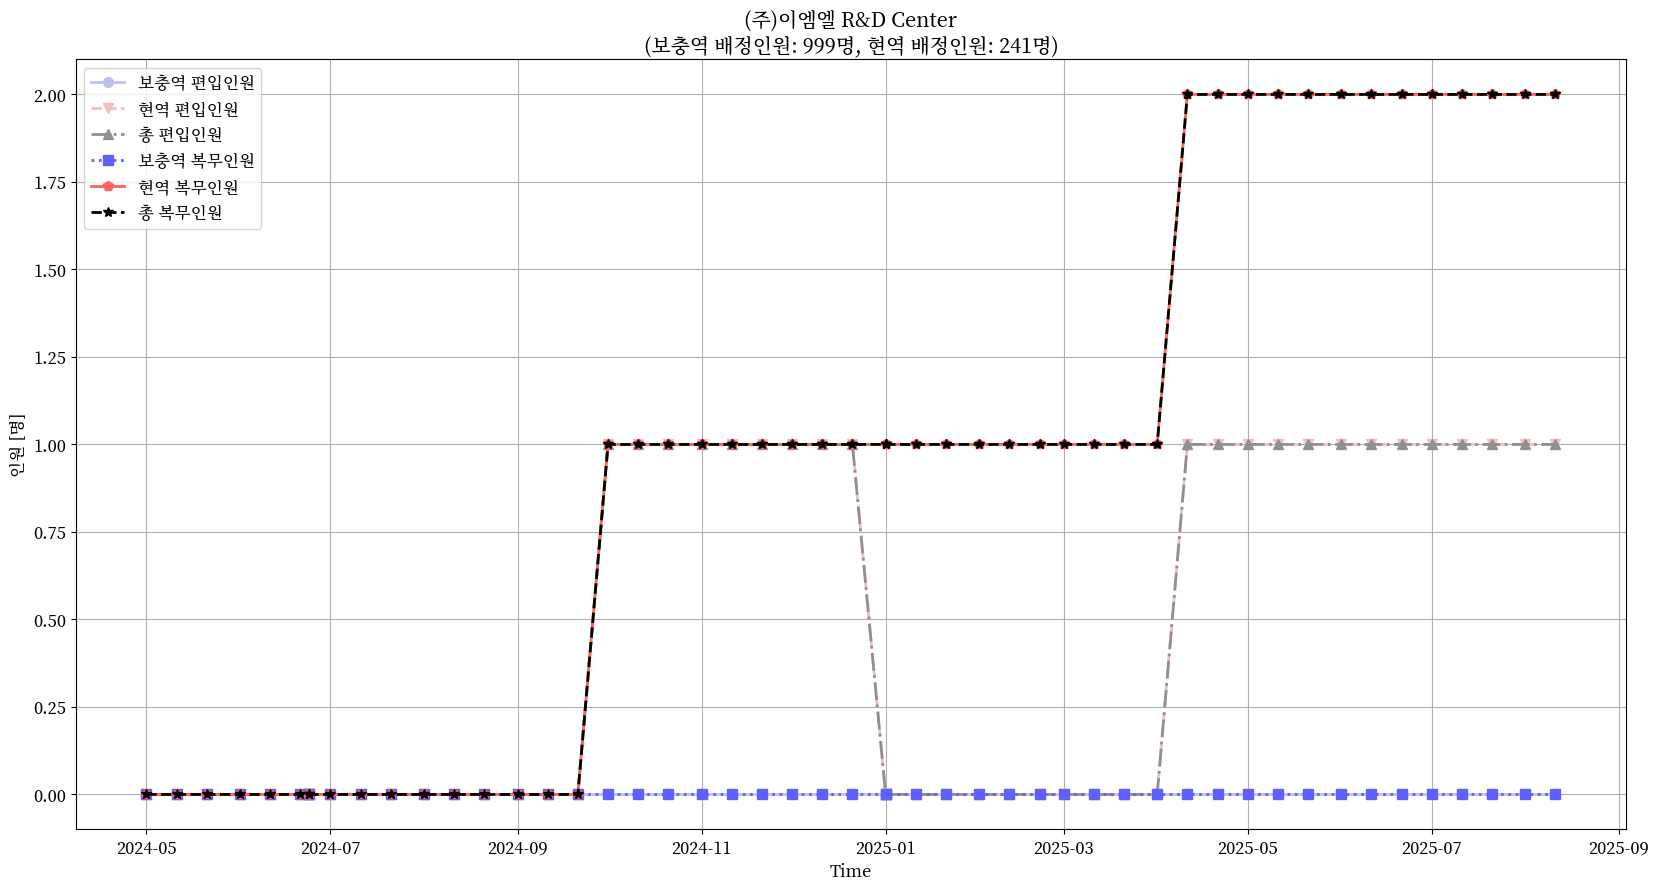 (주)이엠엘 R&D Center
(보충역 배정인원: 999명, 현역 배정인원: 241명)
보충역 편입인원
현역 편입인원
총 편입인원
보충역 복무인원
현역 복무인원
총 복무인원
인원 [명]
2.00
1.75
1.50
1.25
1.00
0.75
0.50
0.25
0.00
2024-05
2024-07
2024-09
2024-11
2025-01
2025-03
2025-05
2025-07
2025-09
Time